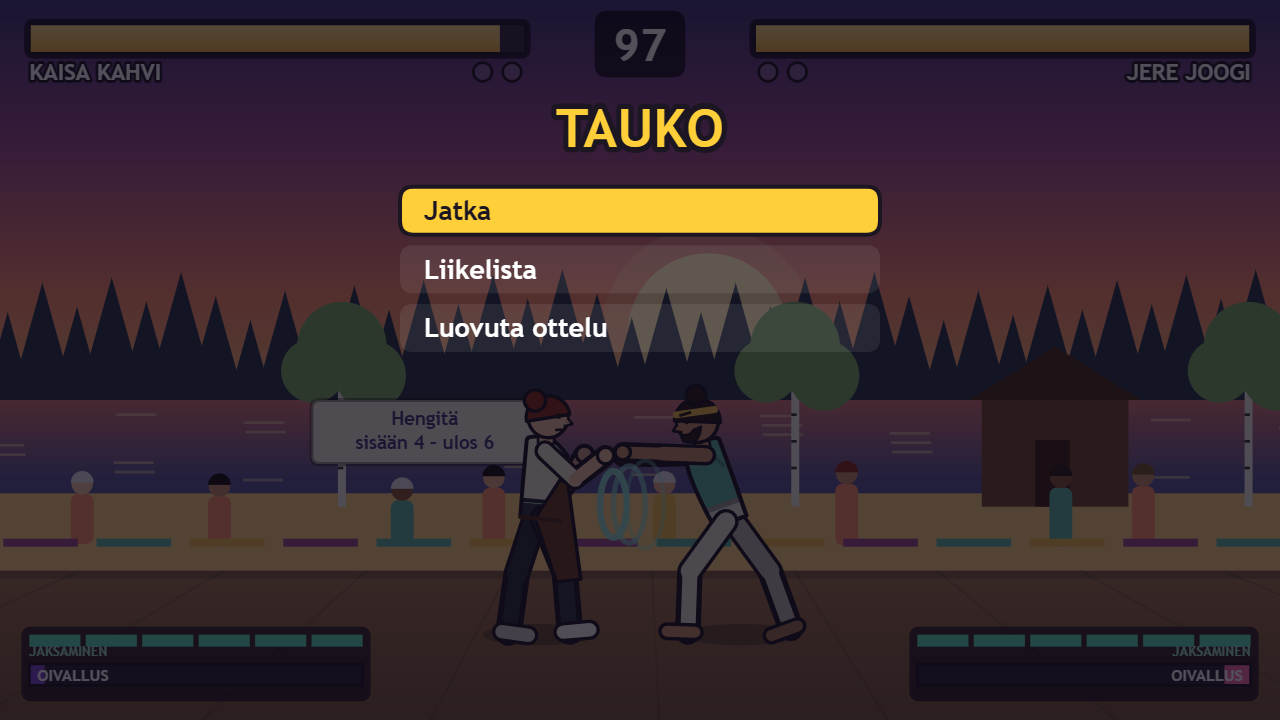 97
KAISA KAHVI
JERE JOOGI
TAUKO
Jatka
Liikelista
Luovuta ottelu
Hengitä
sisään 4 - ulos 6
JAKSAMINEN
OIVALLUS
JAKSAMINEN
OIVALLUS